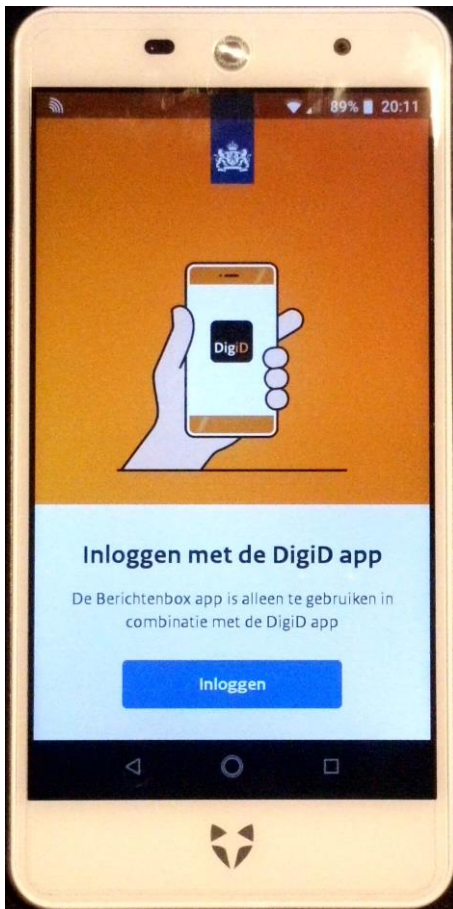 89% 20:11
DigiD
Inloggen met de DigiD app
De Berichtenbox app is alleen te gebruiken in
combinatie met de DigiD app
Inloggen